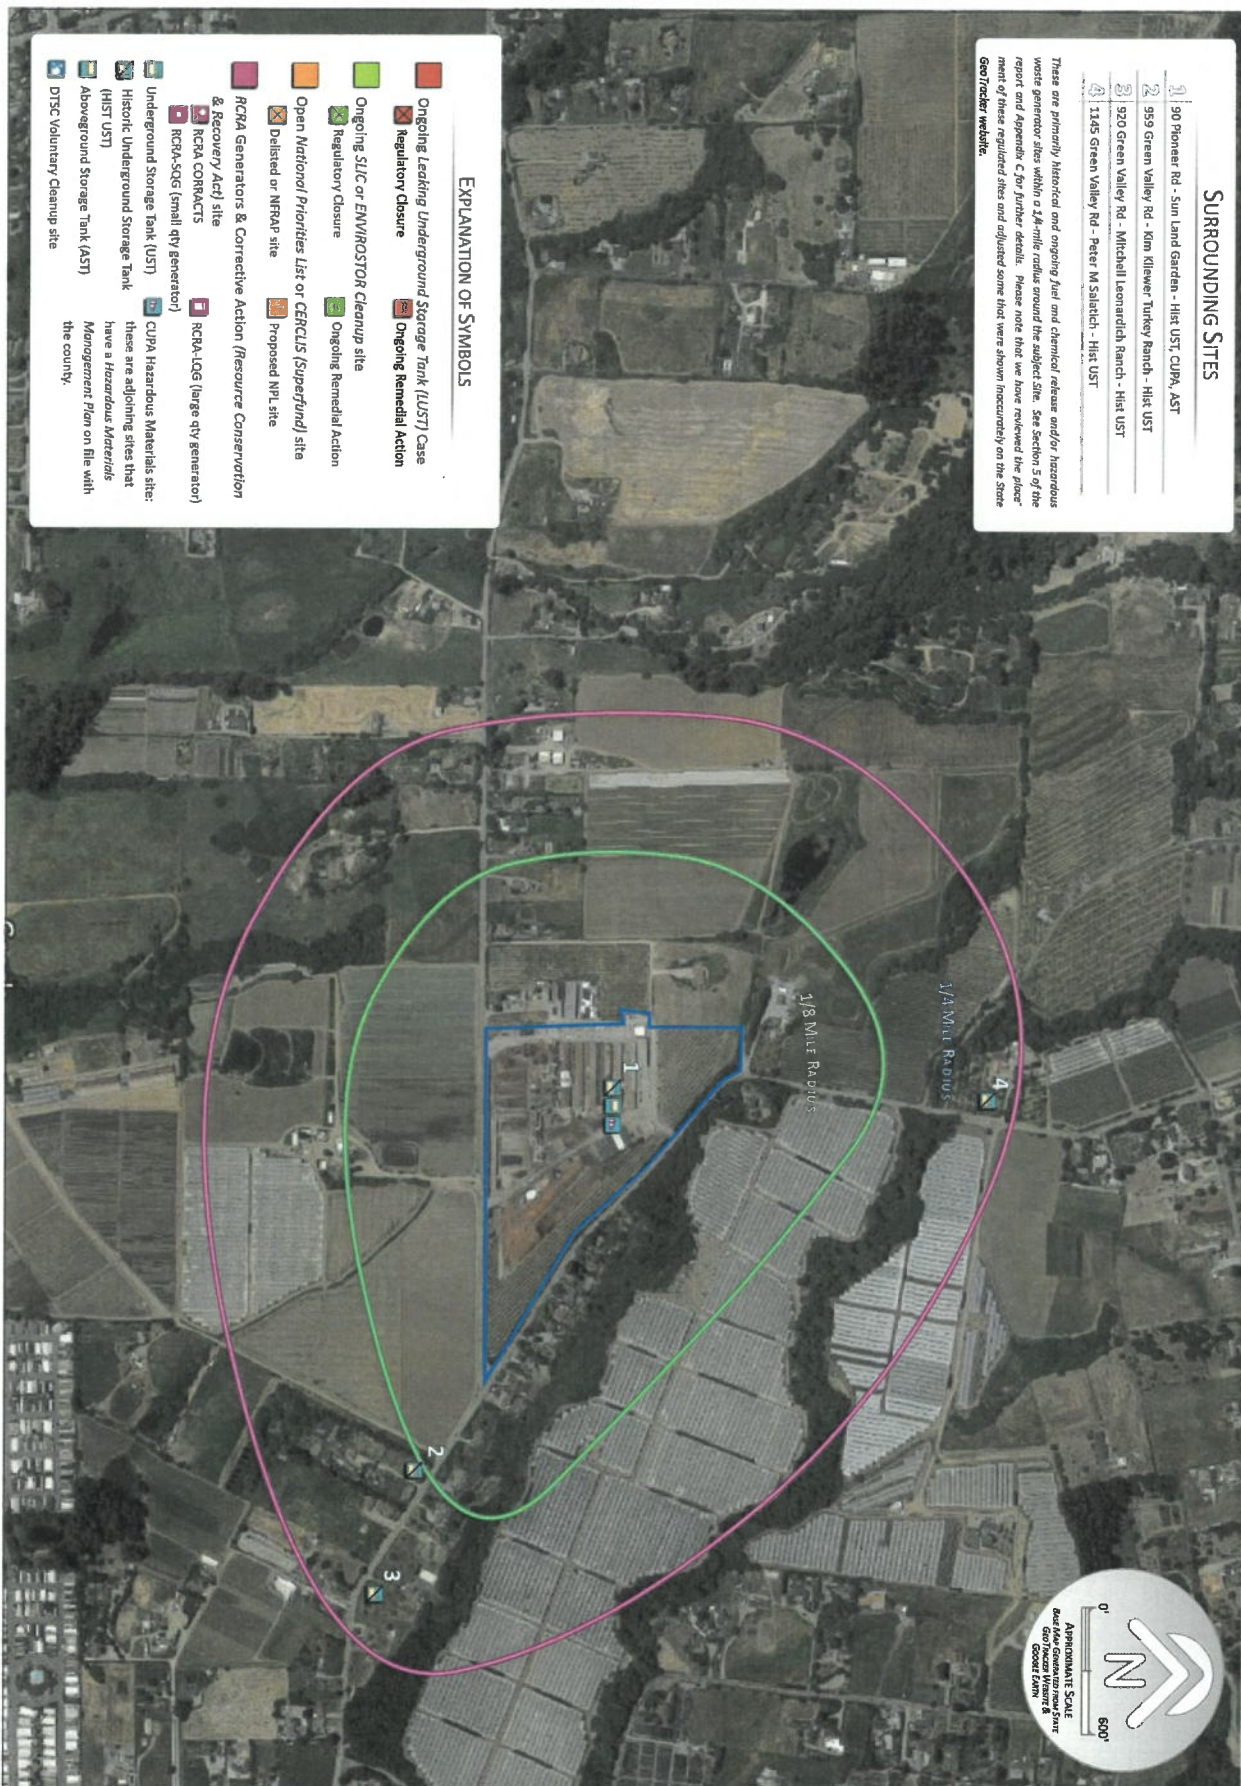 SURROUNDING SITES
1 90 Pioneer Rd - Sun Land Garden - Hist UST, CUPA, AST
2 959 Green Valley Rd - Kim Kliewer Turkey Ranch - Hist UST
3 920 Green Valley Rd - Mitchell Leonardich Ranch - Hist UST
4 1145 Green Valley Rd - Peter M Salatich - Hist UST
These are primarily historical and ongoing fuel and chemical release and/or hazardous
waste generator sites within a 1/4-mile radius around the subject Site. See Section 5 of the
report and Appendix C for further details. Please note that we have reviewed the place"
ment of these regulated sites and adjusted some that were shown inaccurately on the State
GeoTracker website.
EXPLANATION OF SYMBOLS
Ongoing Leaking Underground Storage Tank (LUST) Case
Regulatory Closure
Ongoing Remedial Action
Ongoing SLIC or ENVIROSTOR Cleanup site
Regulatory Closure
Ongoing Remedial Action
Open National Priorities List or CERCLIS (Superfund) site
Delisted or NFRAP site
Proposed NPL site
RCRA Generators & Corrective Action (Resource Conservation
& Recovery Act) site
RCRA CORRACTS
RCRA-LQG (large qty generator)
RCRA-SQG (small qty generator)
Underground Storage Tank (UST)
Historic Underground Storage Tank
(HIST UST)
Aboveground Storage Tank (AST)
DTSC Voluntary Cleanup site
CUPA Hazardous Materials site:
these are adjoining sites that
have a Hazardous Materials
Management Plan on file with
the county.
1/4 MILE RADIUS
1/8 MILE RADIUS
4
1
2
3
N
0' 600'
APPROXIMATE SCALE
BASE MAP GENERATED FROM STATE
GEOTRACKER WEBSITE &
GOOGLE EARTH